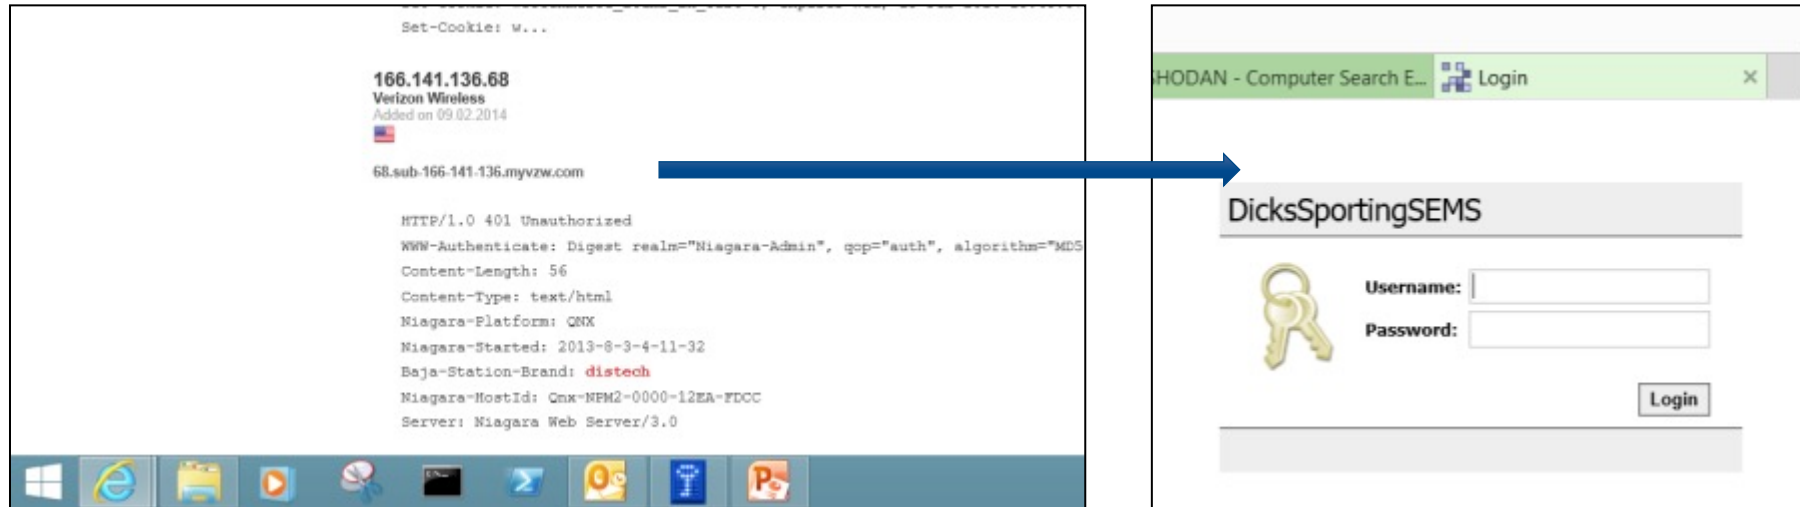 Set-Cookie: w...
166.141.136.68
Verizon Wireless
Added on 09.02.2014
68.sub-166-141-136.myvzw.com
HTTP/1.0 401 Unauthorized
WWW-Authenticate: Digest realm="Niagara-Admin", qop="auth", algorithm="MD5
Content-Length: 56
Content-Type: text/html
Niagara-Platform: QNX
Niagara-Started: 2013-8-3-4-11-32
Baja-Station-Brand: distech
Niagara-HostId: Qnx-NPM2-0000-12EA-FDCC
Server: Niagara Web Server/3.0
HODAN - Computer Search E... Login
DicksSportingSEMS
Username:
Password:
Login